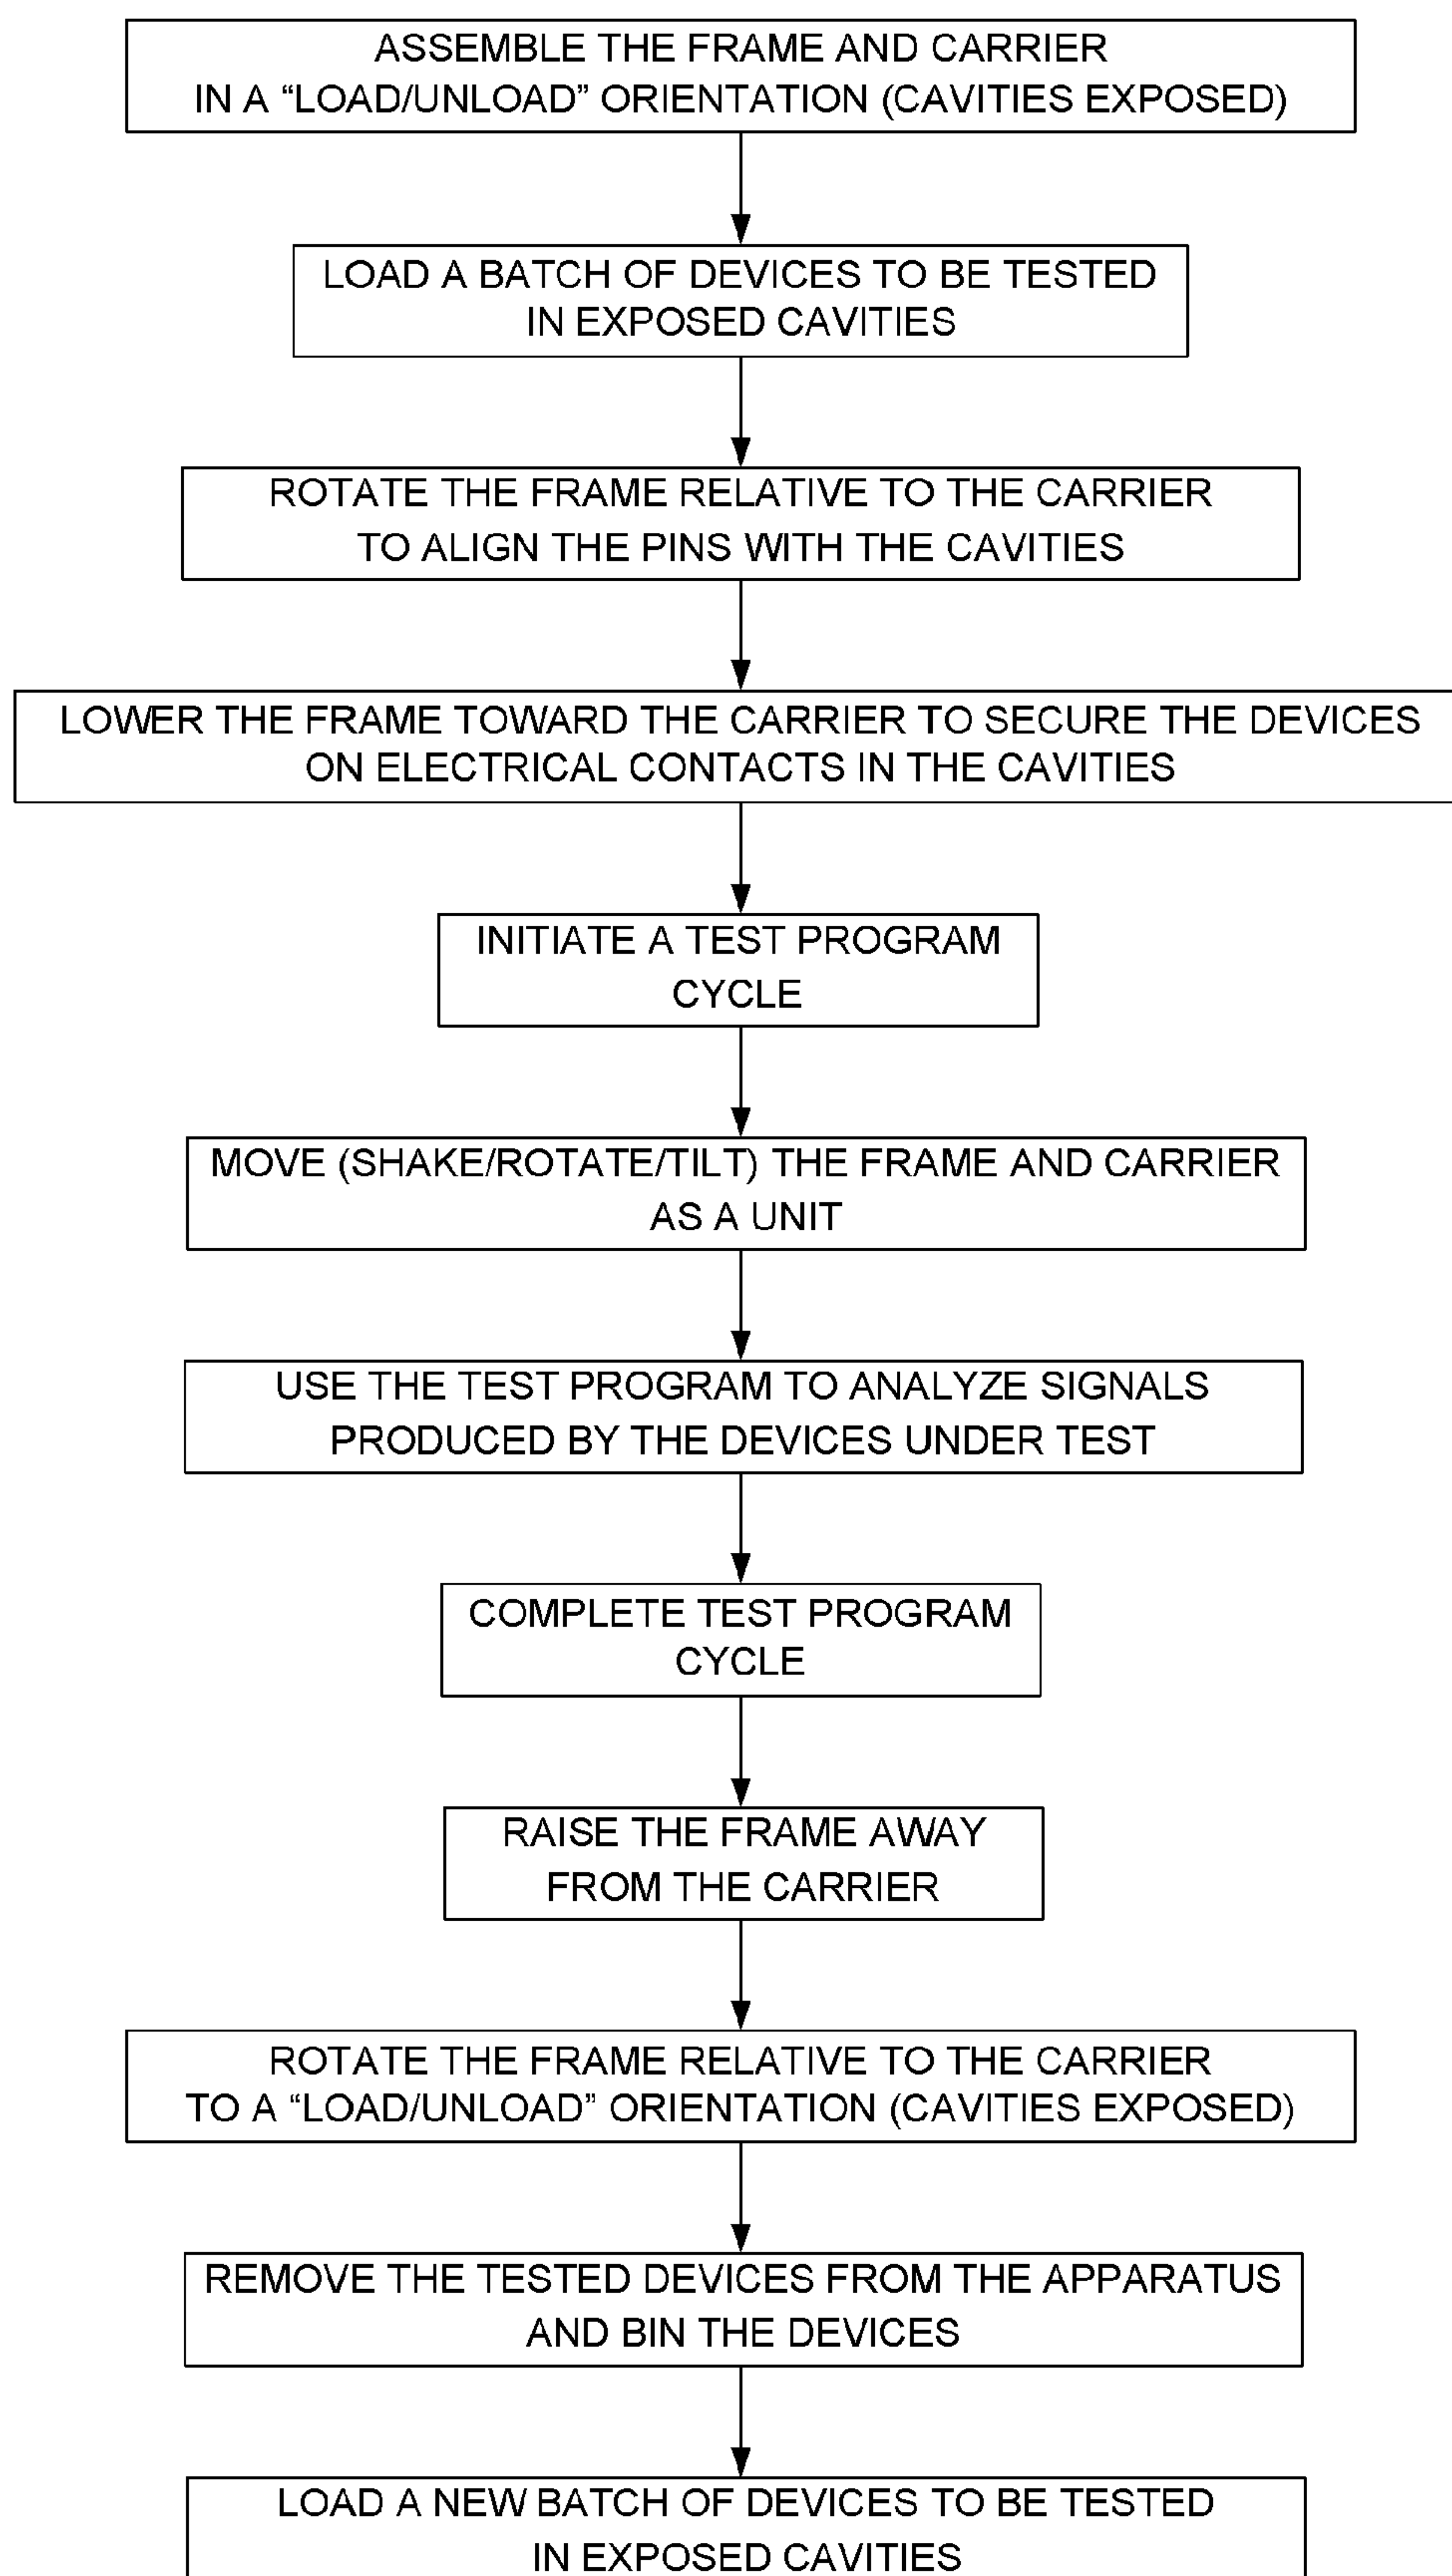 ASSEMBLE THE FRAME AND CARRIER
IN A “LOAD/UNLOAD” ORIENTATION (CAVITIES EXPOSED)
LOAD A BATCH OF DEVICES TO BE TESTED
IN EXPOSED CAVITIES
ROTATE THE FRAME RELATIVE TO THE CARRIER
TO ALIGN THE PINS WITH THE CAVITIES
LOWER THE FRAME TOWARD THE CARRIER TO SECURE THE DEVICES
ON ELECTRICAL CONTACTS IN THE CAVITIES
INITIATE A TEST PROGRAM
CYCLE
MOVE (SHAKE/ROTATE/TILT) THE FRAME AND CARRIER
AS A UNIT
USE THE TEST PROGRAM TO ANALYZE SIGNALS
PRODUCED BY THE DEVICES UNDER TEST
COMPLETE TEST PROGRAM
CYCLE
RAISE THE FRAME AWAY
FROM THE CARRIER
ROTATE THE FRAME RELATIVE TO THE CARRIER
TO A “LOAD/UNLOAD” ORIENTATION (CAVITIES EXPOSED)
REMOVE THE TESTED DEVICES FROM THE APPARATUS
AND BIN THE DEVICES
LOAD A NEW BATCH OF DEVICES TO BE TESTED
IN EXPOSED CAVITIES